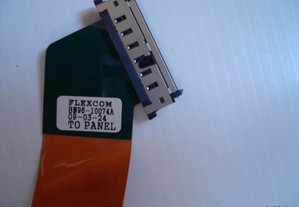 FLEXCOM
BN96-10074A
09-03-24
TO PANEL